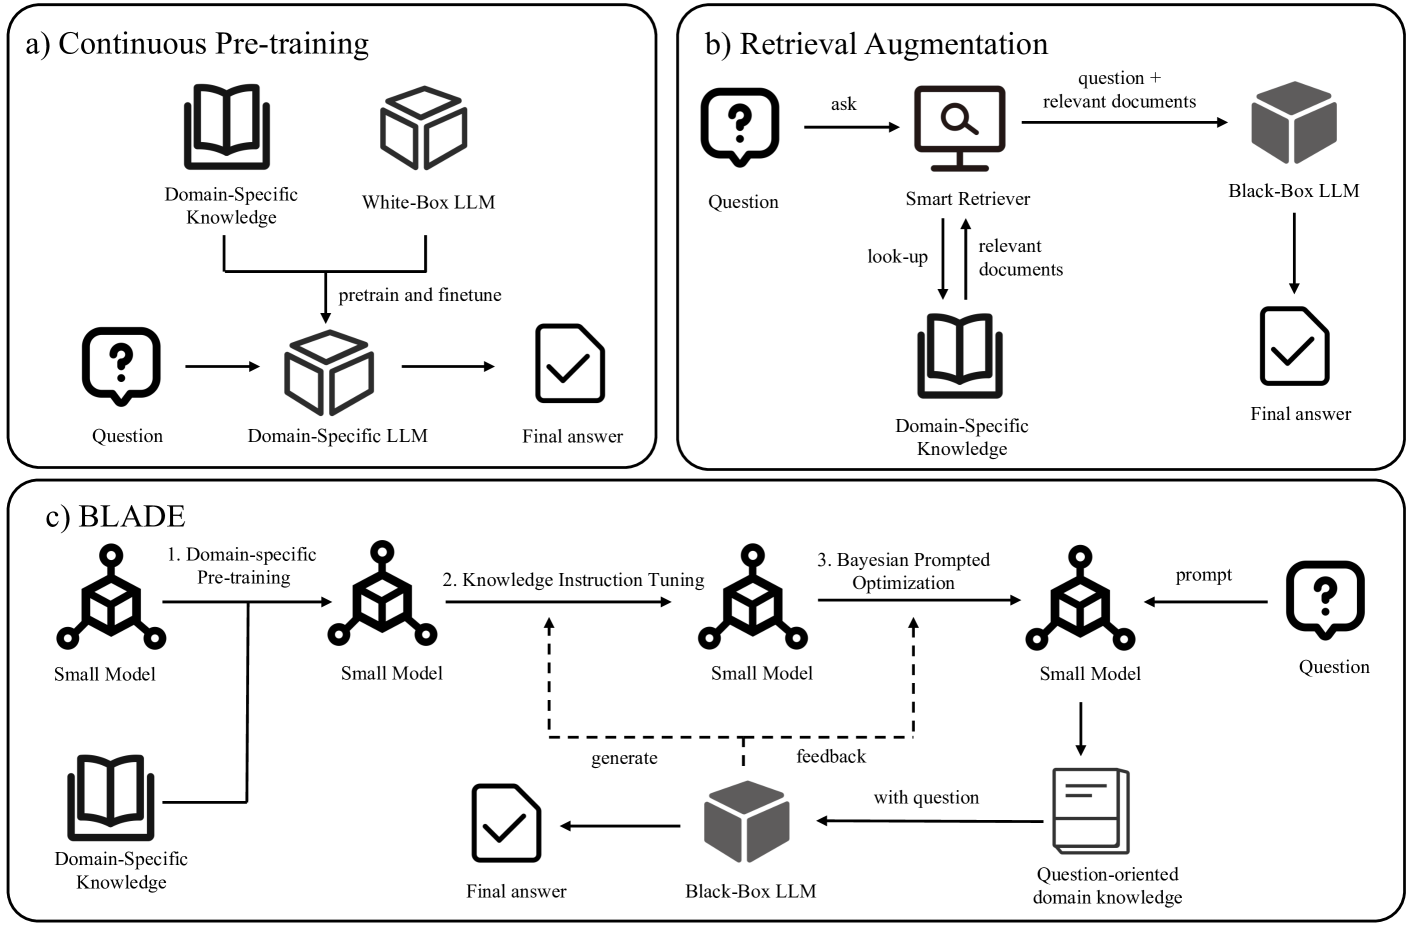 a) Continuous Pre-training
Domain-Specific
Knowledge
White-Box LLM
pretrain and finetune
Question
Domain-Specific LLM
Final answer
b) Retrieval Augmentation
ask
question +
relevant documents
Question
Smart Retriever
Black-Box LLM
look-up
relevant
documents
Domain-Specific
Knowledge
Final answer
c) BLADE
1. Domain-specific
Pre-training
2. Knowledge Instruction Tuning
3. Bayesian Prompted
Optimization
prompt
Small Model
Small Model
Small Model
Small Model
Question
generate
feedback
with question
Domain-Specific
Knowledge
Final answer
Black-Box LLM
Question-oriented
domain knowledge